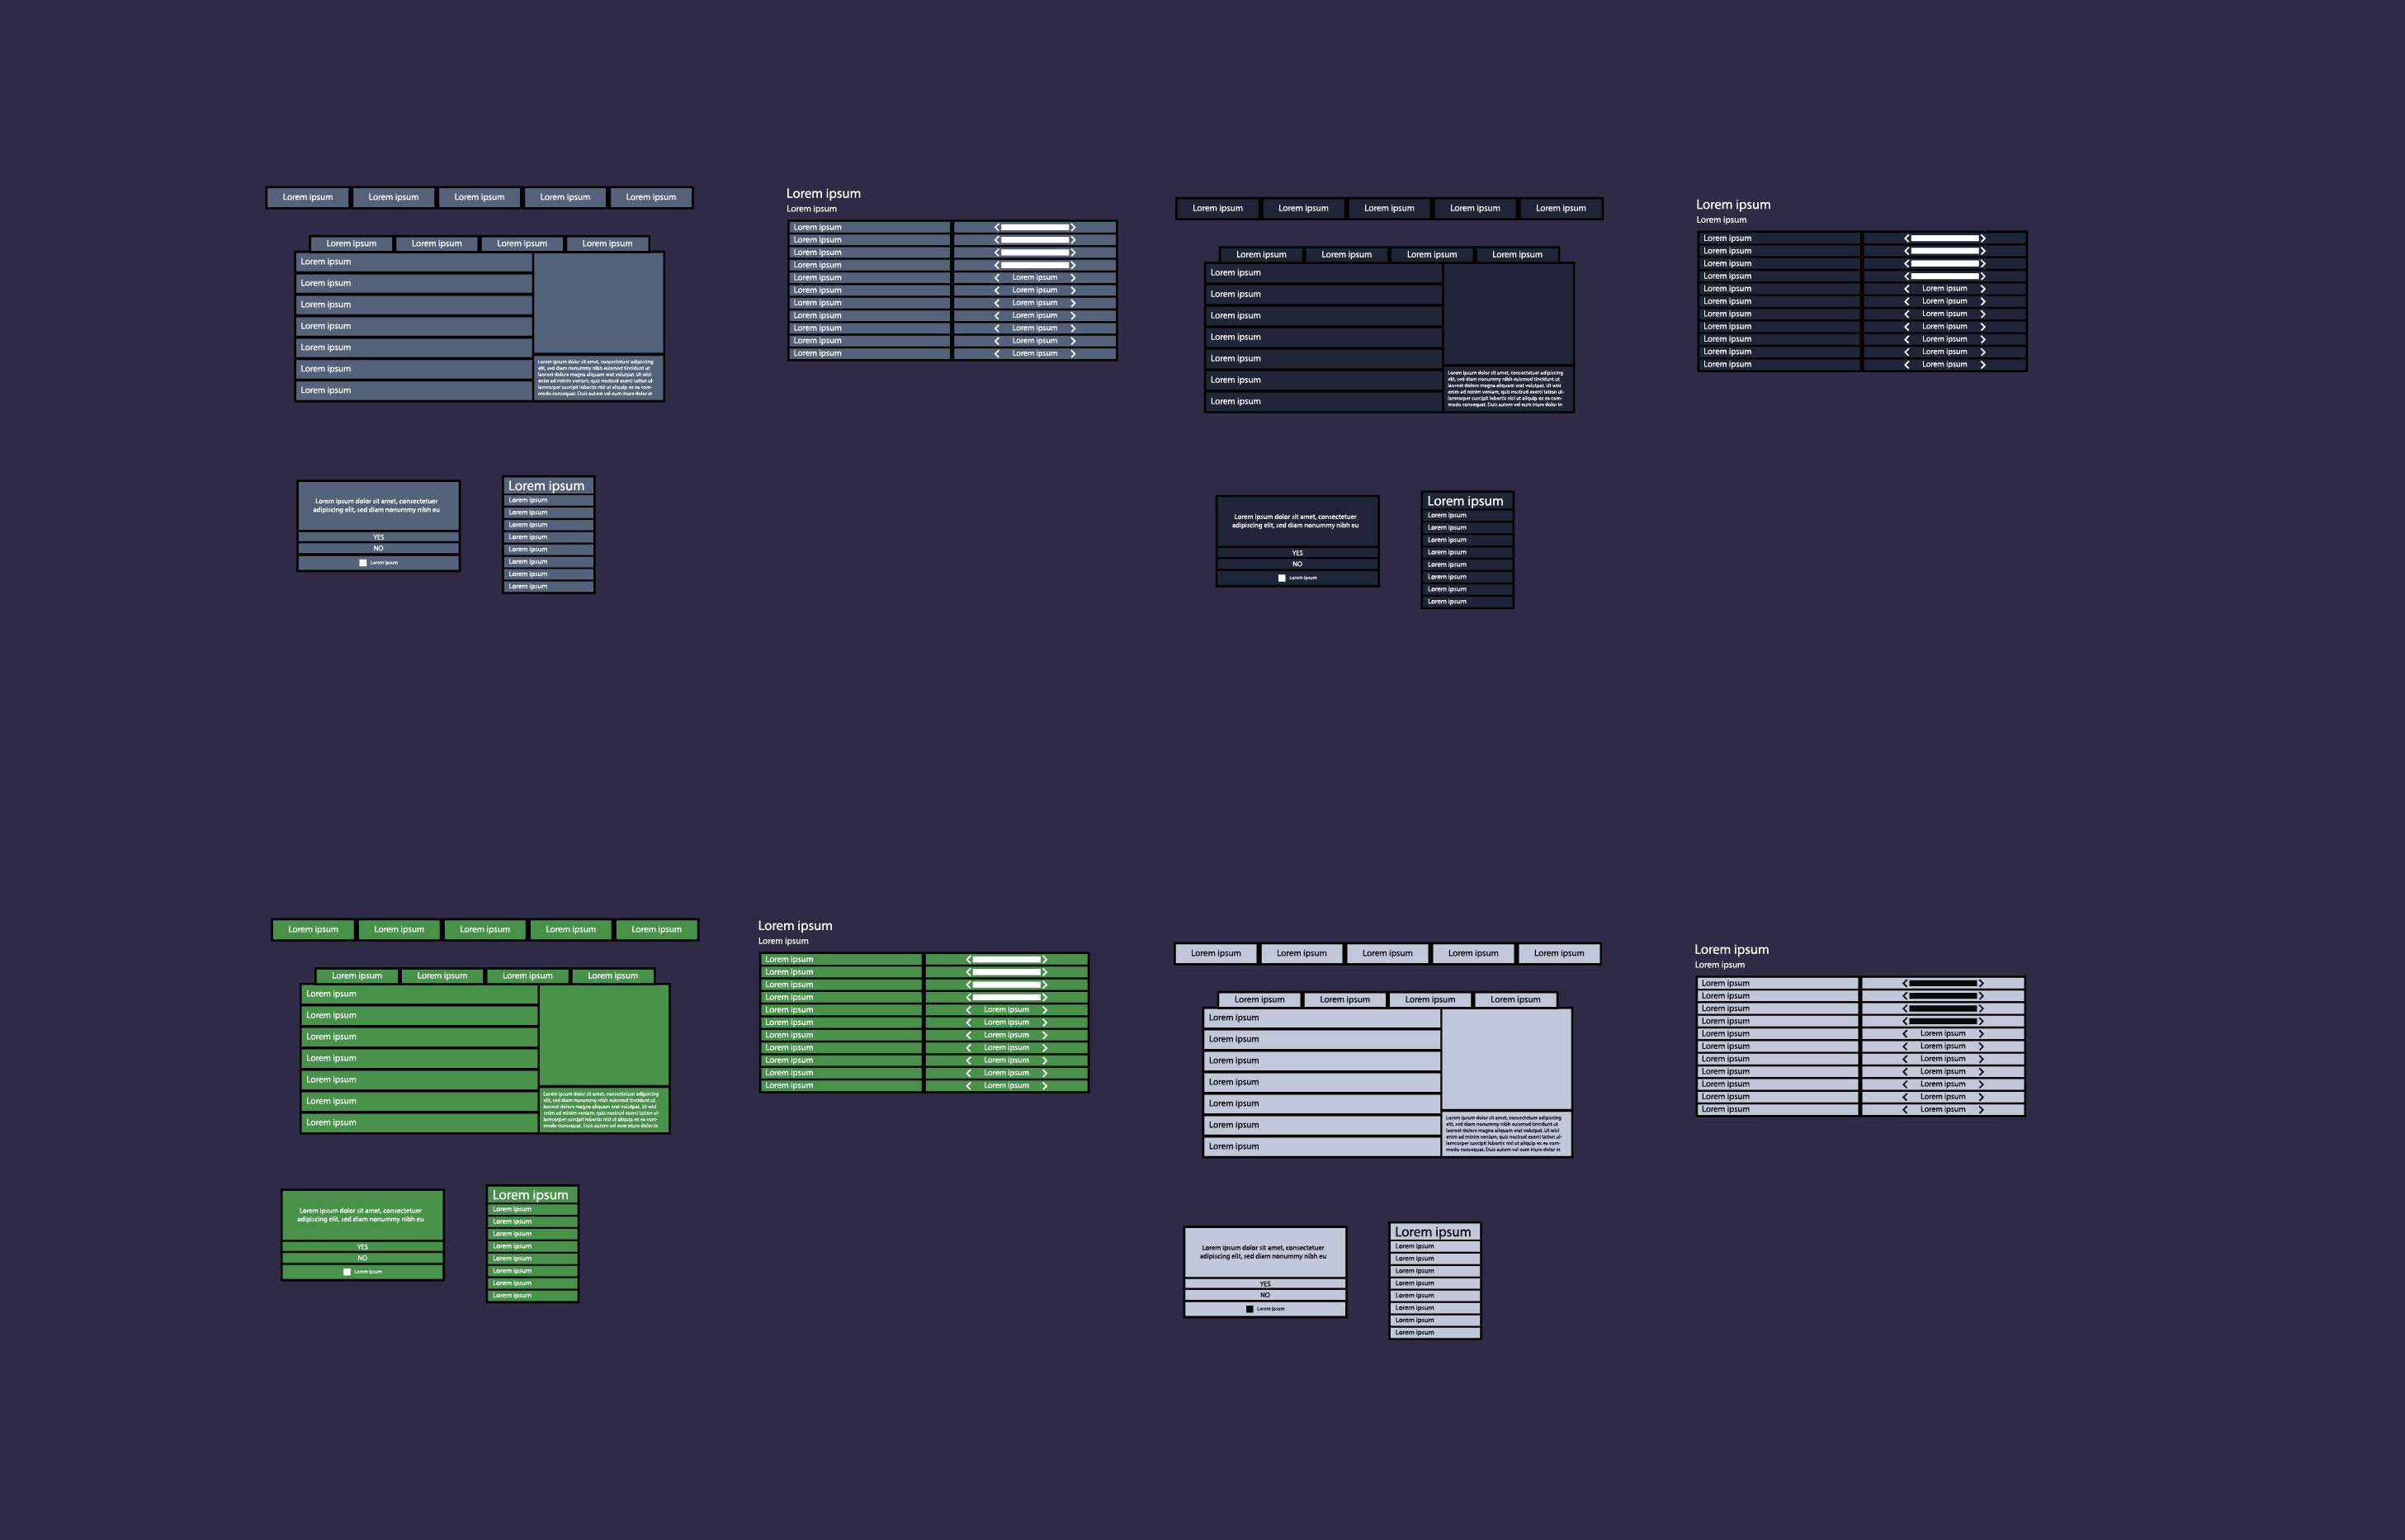 Lorem ipsum Lorem ipsum Lorem ipsum Lorem ipsum Lorem ipsum
Lorem ipsum Lorem ipsum Lorem ipsum Lorem ipsum
Lorem ipsum
Lorem ipsum
Lorem ipsum
Lorem ipsum
Lorem ipsum
Lorem ipsum
Lorem ipsum
Lorem ipsum dolor sit amet, consectetuer adipiscing
elit, sed diam nonummy nibh euismod tincidunt ut
laoreet dolore magna aliquam erat volutpat. Ut wisi
enim ad minim veniam, quis nostrud exerci tation ul-
lamcorper suscipit lobortis nisl ut aliquip ex ea com-
modo consequat. Duis autem vel eum iriure dolor in
Lorem ipsum
Lorem ipsum
Lorem ipsum
Lorem ipsum
Lorem ipsum
Lorem ipsum
Lorem ipsum Lorem ipsum
Lorem ipsum Lorem ipsum
Lorem ipsum Lorem ipsum
Lorem ipsum Lorem ipsum
Lorem ipsum Lorem ipsum
Lorem ipsum Lorem ipsum
Lorem ipsum Lorem ipsum
Lorem ipsum dolor sit amet, consectetuer
adipiscing elit, sed diam nonummy nibh eu
YES
NO
Lorem ipsum
Lorem ipsum
Lorem ipsum
Lorem ipsum
Lorem ipsum
Lorem ipsum
Lorem ipsum
Lorem ipsum
Lorem ipsum
Lorem ipsum
Lorem ipsum Lorem ipsum Lorem ipsum Lorem ipsum Lorem ipsum
Lorem ipsum Lorem ipsum Lorem ipsum Lorem ipsum
Lorem ipsum
Lorem ipsum
Lorem ipsum
Lorem ipsum
Lorem ipsum
Lorem ipsum
Lorem ipsum
Lorem ipsum dolor sit amet, consectetuer adipiscing
elit, sed diam nonummy nibh euismod tincidunt ut
laoreet dolore magna aliquam erat volutpat. Ut wisi
enim ad minim veniam, quis nostrud exerci tation ul-
lamcorper suscipit lobortis nisl ut aliquip ex ea com-
modo consequat. Duis autem vel eum iriure dolor in
Lorem ipsum
Lorem ipsum
Lorem ipsum
Lorem ipsum
Lorem ipsum
Lorem ipsum
Lorem ipsum Lorem ipsum
Lorem ipsum Lorem ipsum
Lorem ipsum Lorem ipsum
Lorem ipsum Lorem ipsum
Lorem ipsum Lorem ipsum
Lorem ipsum Lorem ipsum
Lorem ipsum Lorem ipsum
Lorem ipsum dolor sit amet, consectetuer
adipiscing elit, sed diam nonummy nibh eu
YES
NO
Lorem ipsum
Lorem ipsum
Lorem ipsum
Lorem ipsum
Lorem ipsum
Lorem ipsum
Lorem ipsum
Lorem ipsum
Lorem ipsum
Lorem ipsum
Lorem ipsum Lorem ipsum Lorem ipsum Lorem ipsum Lorem ipsum
Lorem ipsum Lorem ipsum Lorem ipsum Lorem ipsum
Lorem ipsum
Lorem ipsum
Lorem ipsum
Lorem ipsum
Lorem ipsum
Lorem ipsum
Lorem ipsum
Lorem ipsum dolor sit amet, consectetuer adipiscing
elit, sed diam nonummy nibh euismod tincidunt ut
laoreet dolore magna aliquam erat volutpat. Ut wisi
enim ad minim veniam, quis nostrud exerci tation ul-
lamcorper suscipit lobortis nisl ut aliquip ex ea com-
modo consequat. Duis autem vel eum iriure dolor in
Lorem ipsum
Lorem ipsum
Lorem ipsum
Lorem ipsum
Lorem ipsum
Lorem ipsum
Lorem ipsum Lorem ipsum
Lorem ipsum Lorem ipsum
Lorem ipsum Lorem ipsum
Lorem ipsum Lorem ipsum
Lorem ipsum Lorem ipsum
Lorem ipsum Lorem ipsum
Lorem ipsum Lorem ipsum
Lorem ipsum dolor sit amet, consectetuer
adipiscing elit, sed diam nonummy nibh eu
YES
NO
Lorem ipsum
Lorem ipsum
Lorem ipsum
Lorem ipsum
Lorem ipsum
Lorem ipsum
Lorem ipsum
Lorem ipsum
Lorem ipsum
Lorem ipsum
Lorem ipsum Lorem ipsum Lorem ipsum Lorem ipsum Lorem ipsum
Lorem ipsum Lorem ipsum Lorem ipsum Lorem ipsum
Lorem ipsum
Lorem ipsum
Lorem ipsum
Lorem ipsum
Lorem ipsum
Lorem ipsum
Lorem ipsum
Lorem ipsum dolor sit amet, consectetuer adipiscing
elit, sed diam nonummy nibh euismod tincidunt ut
laoreet dolore magna aliquam erat volutpat. Ut wisi
enim ad minim veniam, quis nostrud exerci tation ul-
lamcorper suscipit lobortis nisl ut aliquip ex ea com-
modo consequat. Duis autem vel eum iriure dolor in
Lorem ipsum
Lorem ipsum
Lorem ipsum
Lorem ipsum
Lorem ipsum
Lorem ipsum
Lorem ipsum Lorem ipsum
Lorem ipsum Lorem ipsum
Lorem ipsum Lorem ipsum
Lorem ipsum Lorem ipsum
Lorem ipsum Lorem ipsum
Lorem ipsum Lorem ipsum
Lorem ipsum Lorem ipsum
Lorem ipsum dolor sit amet, consectetuer
adipiscing elit, sed diam nonummy nibh eu
YES
NO
Lorem ipsum
Lorem ipsum
Lorem ipsum
Lorem ipsum
Lorem ipsum
Lorem ipsum
Lorem ipsum
Lorem ipsum
Lorem ipsum
Lorem ipsum